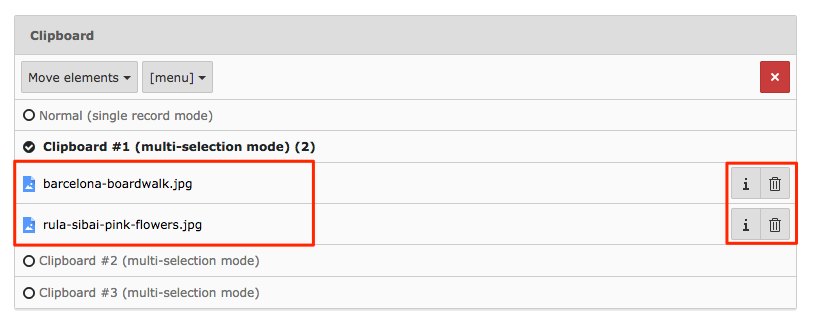 Clipboard
Move elements [menu]
Normal (single record mode)
Clipboard #1 (multi-selection mode) (2)
barcelona-boardwalk.jpg
rula-sibai-pink-flowers.jpg
Clipboard #2 (multi-selection mode)
Clipboard #3 (multi-selection mode)